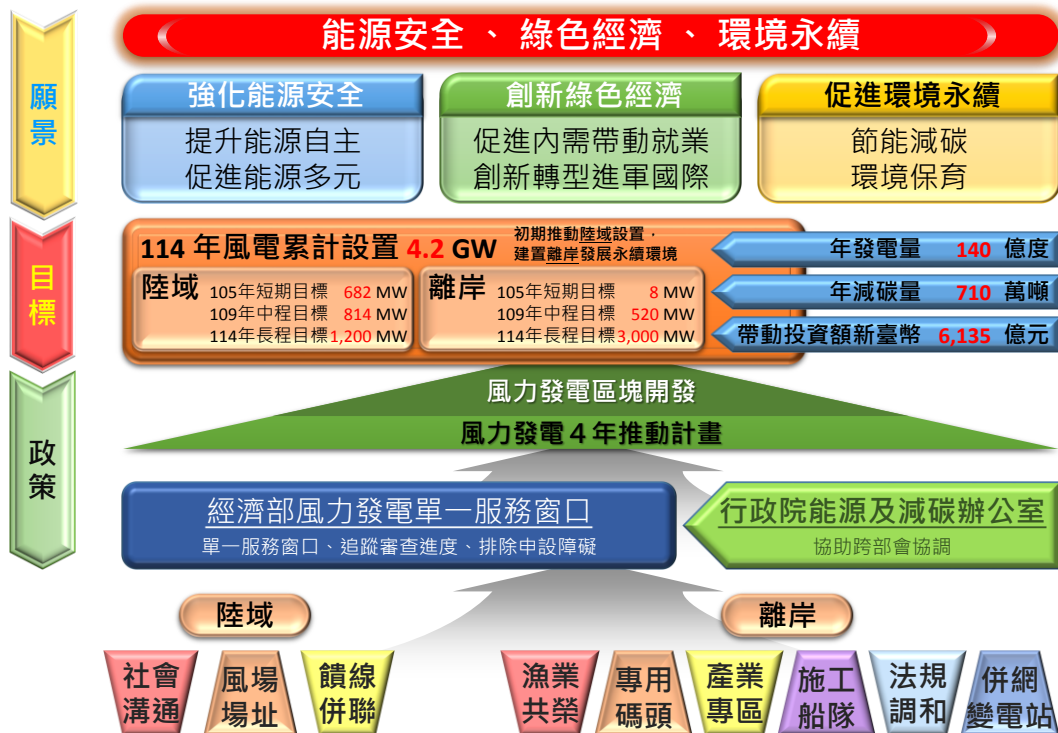 能源安全 、 綠色經濟 、 環境永續
願景
強化能源安全
提升能源自主
促進能源多元
創新綠色經濟
促進內需帶動就業
創新轉型進軍國際
促進環境永續
節能減碳
環境保育
目標
114 年風電累計設置 4.2 GW
初期推動陸域設置，
建置離岸發展永續環境
陸域
105年短期目標 682 MW
109年中程目標 814 MW
114年長程目標1,200 MW
離岸
105年短期目標 8 MW
109年中程目標 520 MW
114年長程目標3,000 MW
年發電量 140 億度
年減碳量 710 萬噸
帶動投資額新臺幣 6,135 億元
政策
風力發電區塊開發
風力發電４年推動計畫
經濟部風力發電單一服務窗口
單一服務窗口、追蹤審查進度、排除申設障礙
行政院能源及減碳辦公室
協助跨部會協調
陸域
社會
溝通
風場
場址
饋線
併聯
離岸
漁業
共榮
專用
碼頭
產業
專區
施工
船隊
法規
調和
併網
變電站